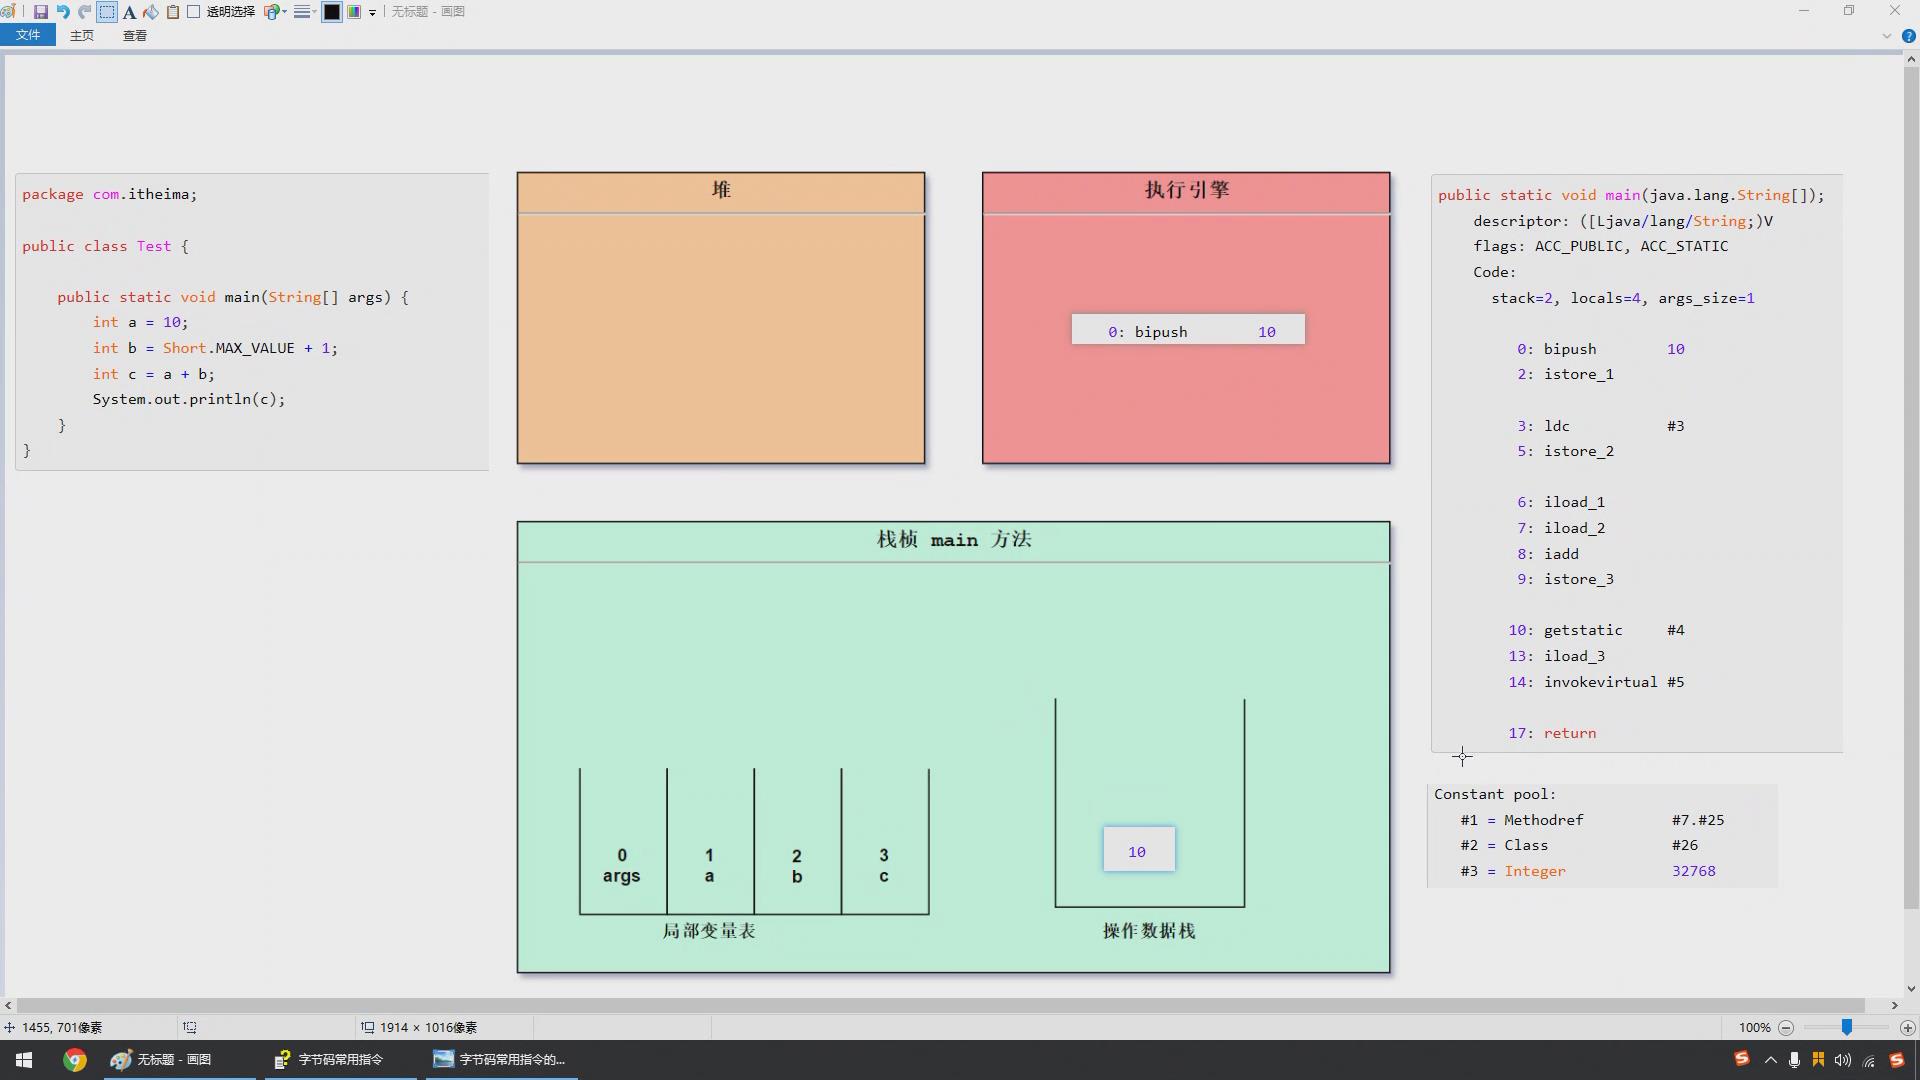 透明选择
无标题 - 画图
文件 主页 查看
package com.itheima;
public class Test {
public static void main(String[] args) {
int a = 10;
int b = Short.MAX_VALUE + 1;
int c = a + b;
System.out.println(c);
}
}
堆
执行引擎
0: bipush 10
public static void main(java.lang.String[]);
descriptor: ([Ljava/lang/String;)V
flags: ACC_PUBLIC, ACC_STATIC
Code:
stack=2, locals=4, args_size=1
0: bipush 10
2: istore_1
3: ldc #3
5: istore_2
6: iload_1
7: iload_2
8: iadd
9: istore_3
10: getstatic #4
13: iload_3
14: invokevirtual #5
17: return
Constant pool:
#1 = Methodref #7.#25
#2 = Class #26
#3 = Integer 32768
栈桢 main 方法
0 1 2 3
args a b c
局部变量表
10
操作数据栈
1455, 701像素
1914 × 1016像素
100%
无标题 - 画图
字节码常用指令
字节码常用指令的...